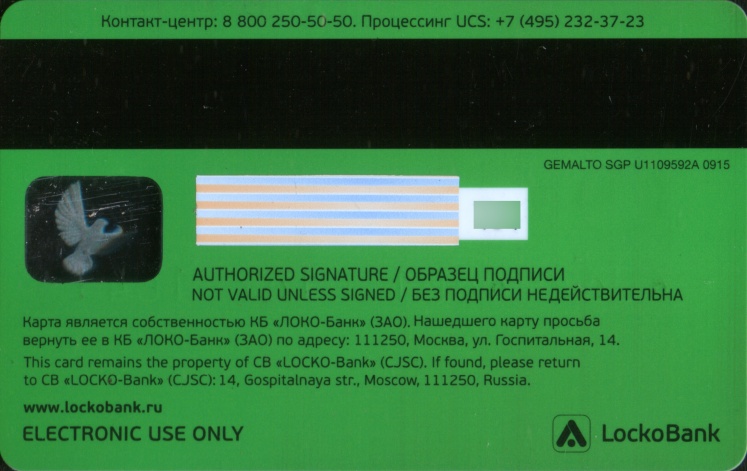 Контакт-центр: 8 800 250-50-50. Процессинг UCS: +7 (495) 232-37-23
GEMALTO SGP U1109592A 0915
AUTHORIZED SIGNATURE / ОБРАЗЕЦ ПОДПИСИ
NOT VALID UNLESS SIGNED / БЕЗ ПОДПИСИ НЕДЕЙСТВИТЕЛЬНА
Карта является собственностью КБ «ЛОКО-Банк» (ЗАО). Нашедшего карту просьба
вернуть ее в КБ «ЛОКО-Банк» (ЗАО) по адресу: 111250, Москва, ул. Госпитальная, 14.
This card remains the property of CB «LOCKO-Bank» (CJSC). If found, please return
to CB «LOCKO-Bank» (CJSC): 14, Gospitalnaya str., Moscow, 111250, Russia.
www.lockobank.ru
ELECTRONIC USE ONLY
LockoBank